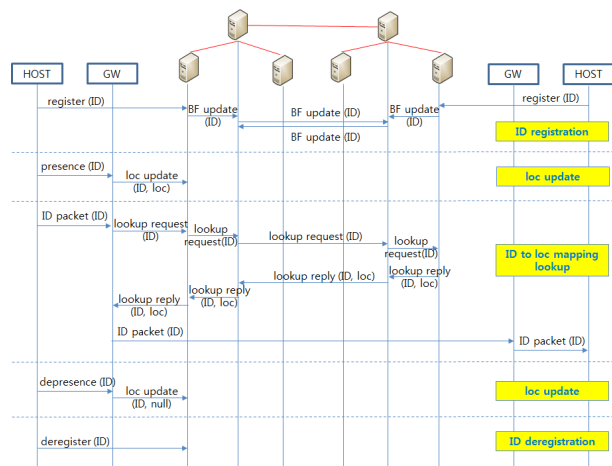 HOST
GW
GW
HOST
register (ID)
BF update
(ID)
BF update (ID)
BF update
(ID)
register (ID)
BF update (ID)
ID registration
presence (ID)
loc update
(ID, loc)
loc update
ID packet (ID)
lookup request
(ID)
lookup
request(ID)
lookup request (ID)
lookup
request(ID)
ID to loc mapping
lookup
lookup reply (ID, loc)
lookup reply
(ID, loc)
lookup reply
(ID, loc)
lookup reply
(ID, loc)
ID packet (ID)
ID packet (ID)
depresence (ID)
loc update
(ID, null)
loc update
deregister (ID)
ID deregistration